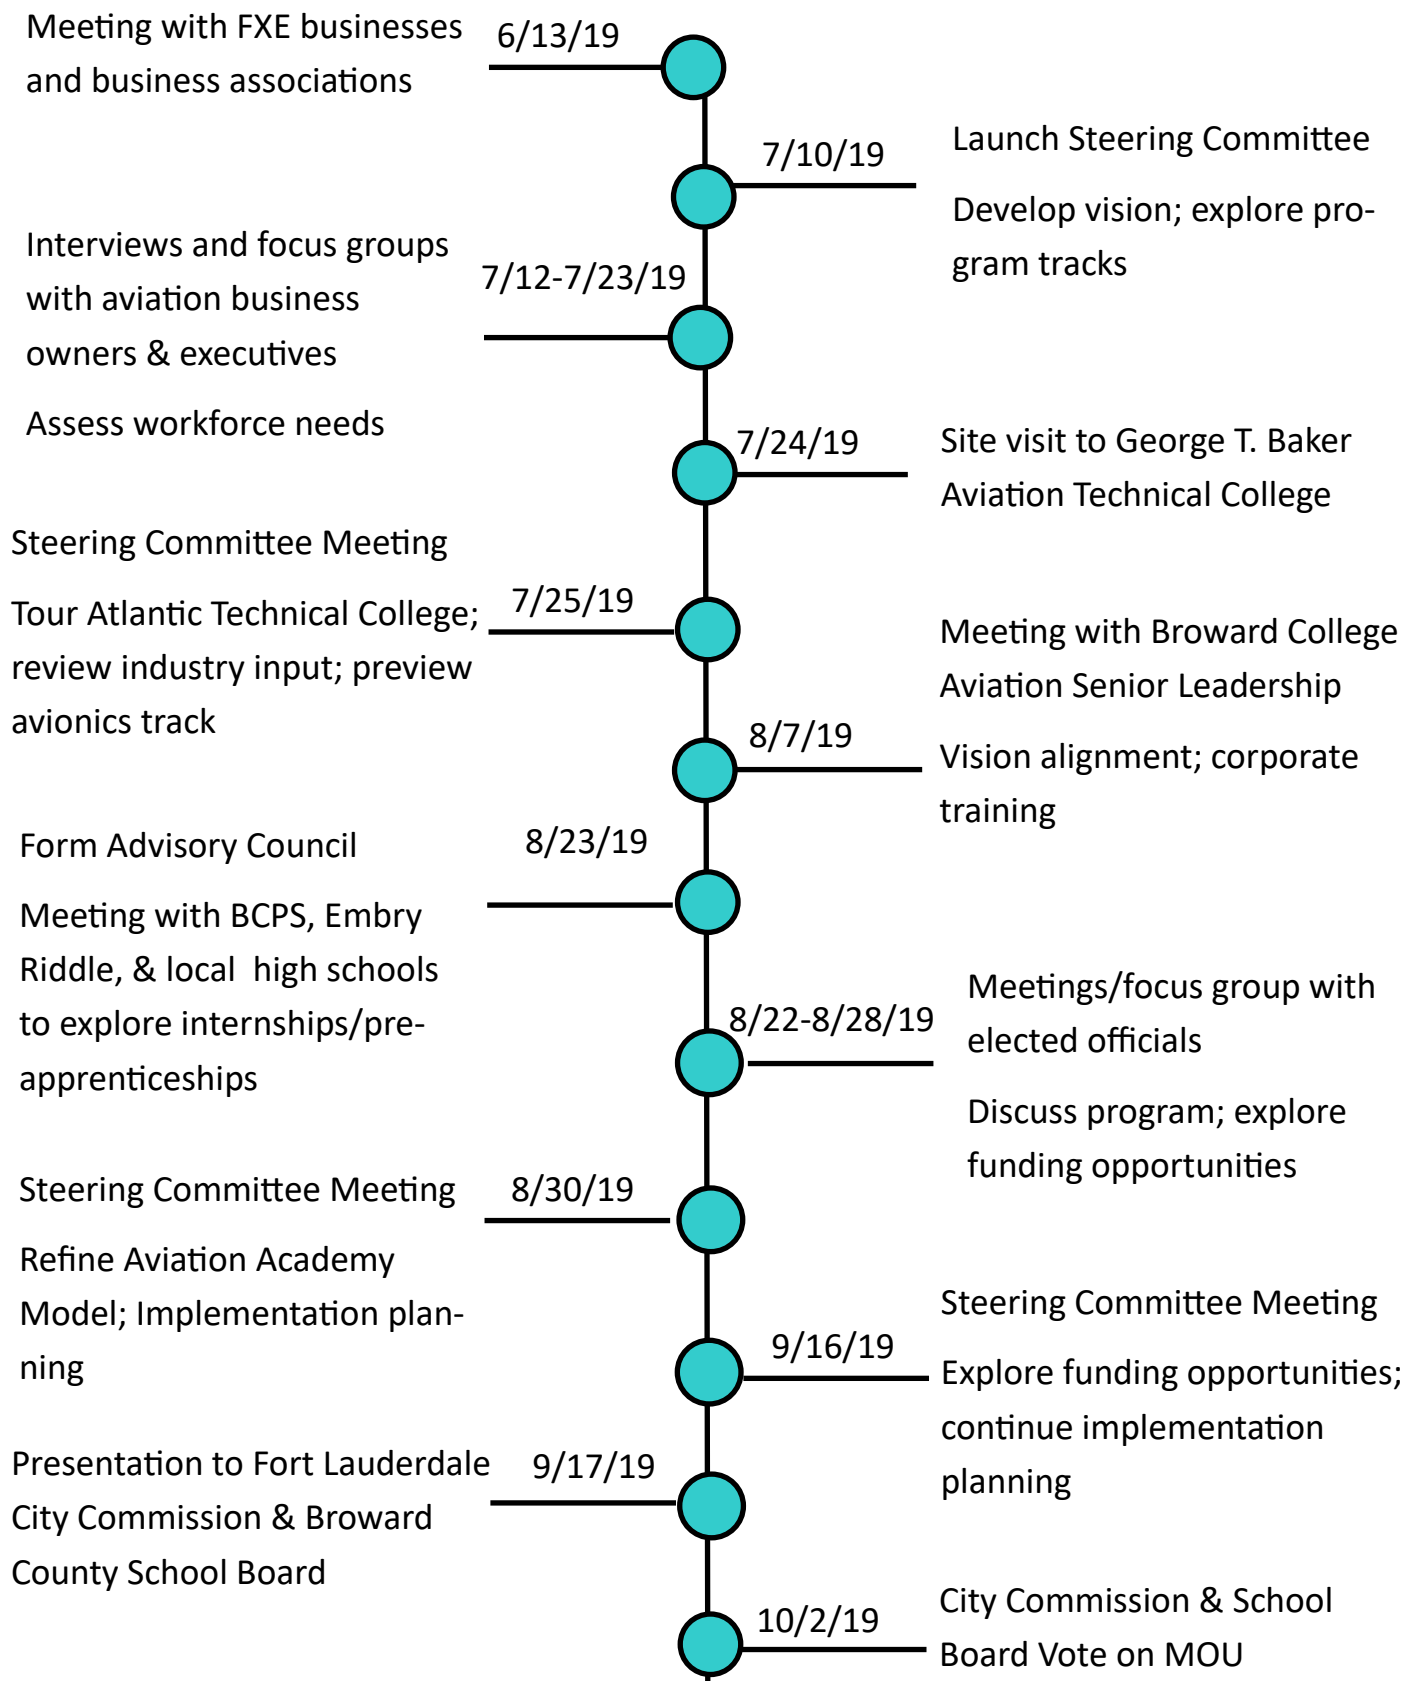 Meeting with FXE businesses
and business associations
6/13/19
7/10/19
Launch Steering Committee
Develop vision; explore pro-
gram tracks
Interviews and focus groups
with aviation business
owners & executives
Assess workforce needs
7/12-7/23/19
7/24/19
Site visit to George T. Baker
Aviation Technical College
Steering Committee Meeting
Tour Atlantic Technical College;
review industry input; preview
avionics track
7/25/19
Meeting with Broward College
Aviation Senior Leadership
Vision alignment; corporate
training
8/7/19
Form Advisory Council
Meeting with BCPS, Embry
Riddle, & local  high schools
to explore internships/pre-
apprenticeships
8/23/19
8/22-8/28/19
Meetings/focus group with
elected officials
Discuss program; explore
funding opportunities
Steering Committee Meeting
Refine Aviation Academy
Model; Implementation plan-
ning
8/30/19
9/16/19
Steering Committee Meeting
Explore funding opportunities;
continue implementation
planning
Presentation to Fort Lauderdale
City Commission & Broward
County School Board
9/17/19
10/2/19
City Commission & School
Board Vote on MOU